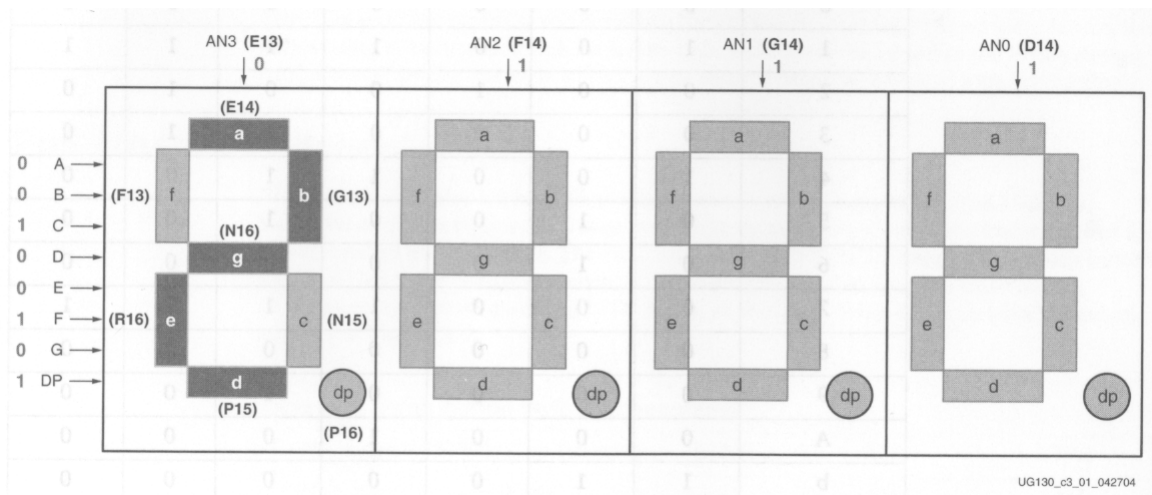 AN3 (E13) AN2 (F14) AN1 (G14) AN0 (D14)
0 1 1 1
(E14)
a a a a
0 A
0 B (F13) f b (G13) f b f b f b
1 C
(N16)
0 D g g g g
0 E
1 F (R16) e c (N15) e c e c e c
0 G
1 DP d dp d dp d dp d dp
(P15)
(P16)
UG130_c3_01_042704